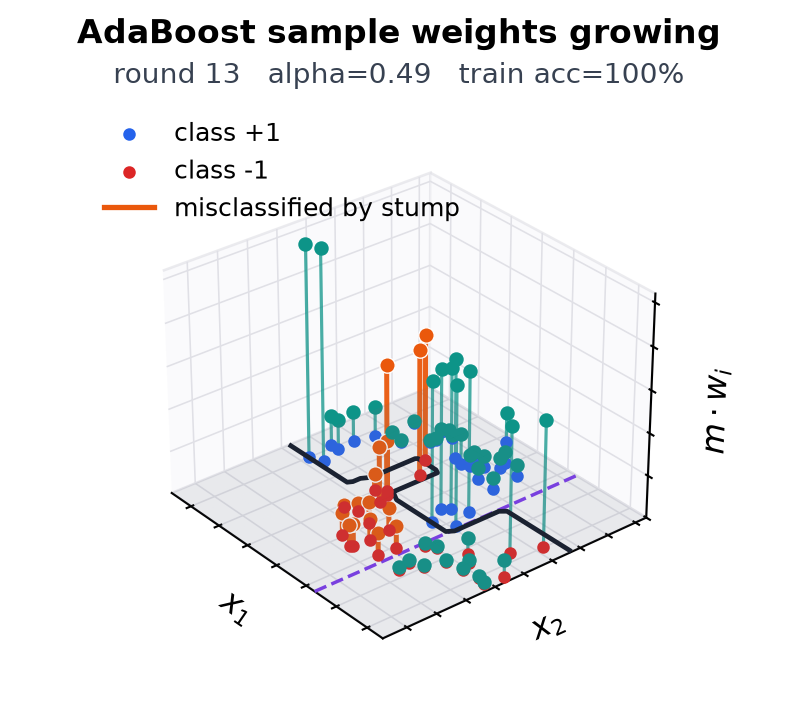 AdaBoost sample weights growing
round 13   alpha=0.49   train acc=100%
class +1
class -1
misclassified by stump
m · wᵢ
x₁
x₂